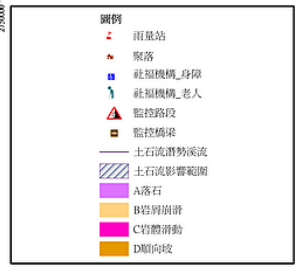 圖例
雨量站
聚落
社福機構_身障
社福機構_老人
監控路段
監控橋梁
土石流潛勢溪流
土石流影響範圍
A落石
B岩屑崩滑
C岩體滑動
D順向坡